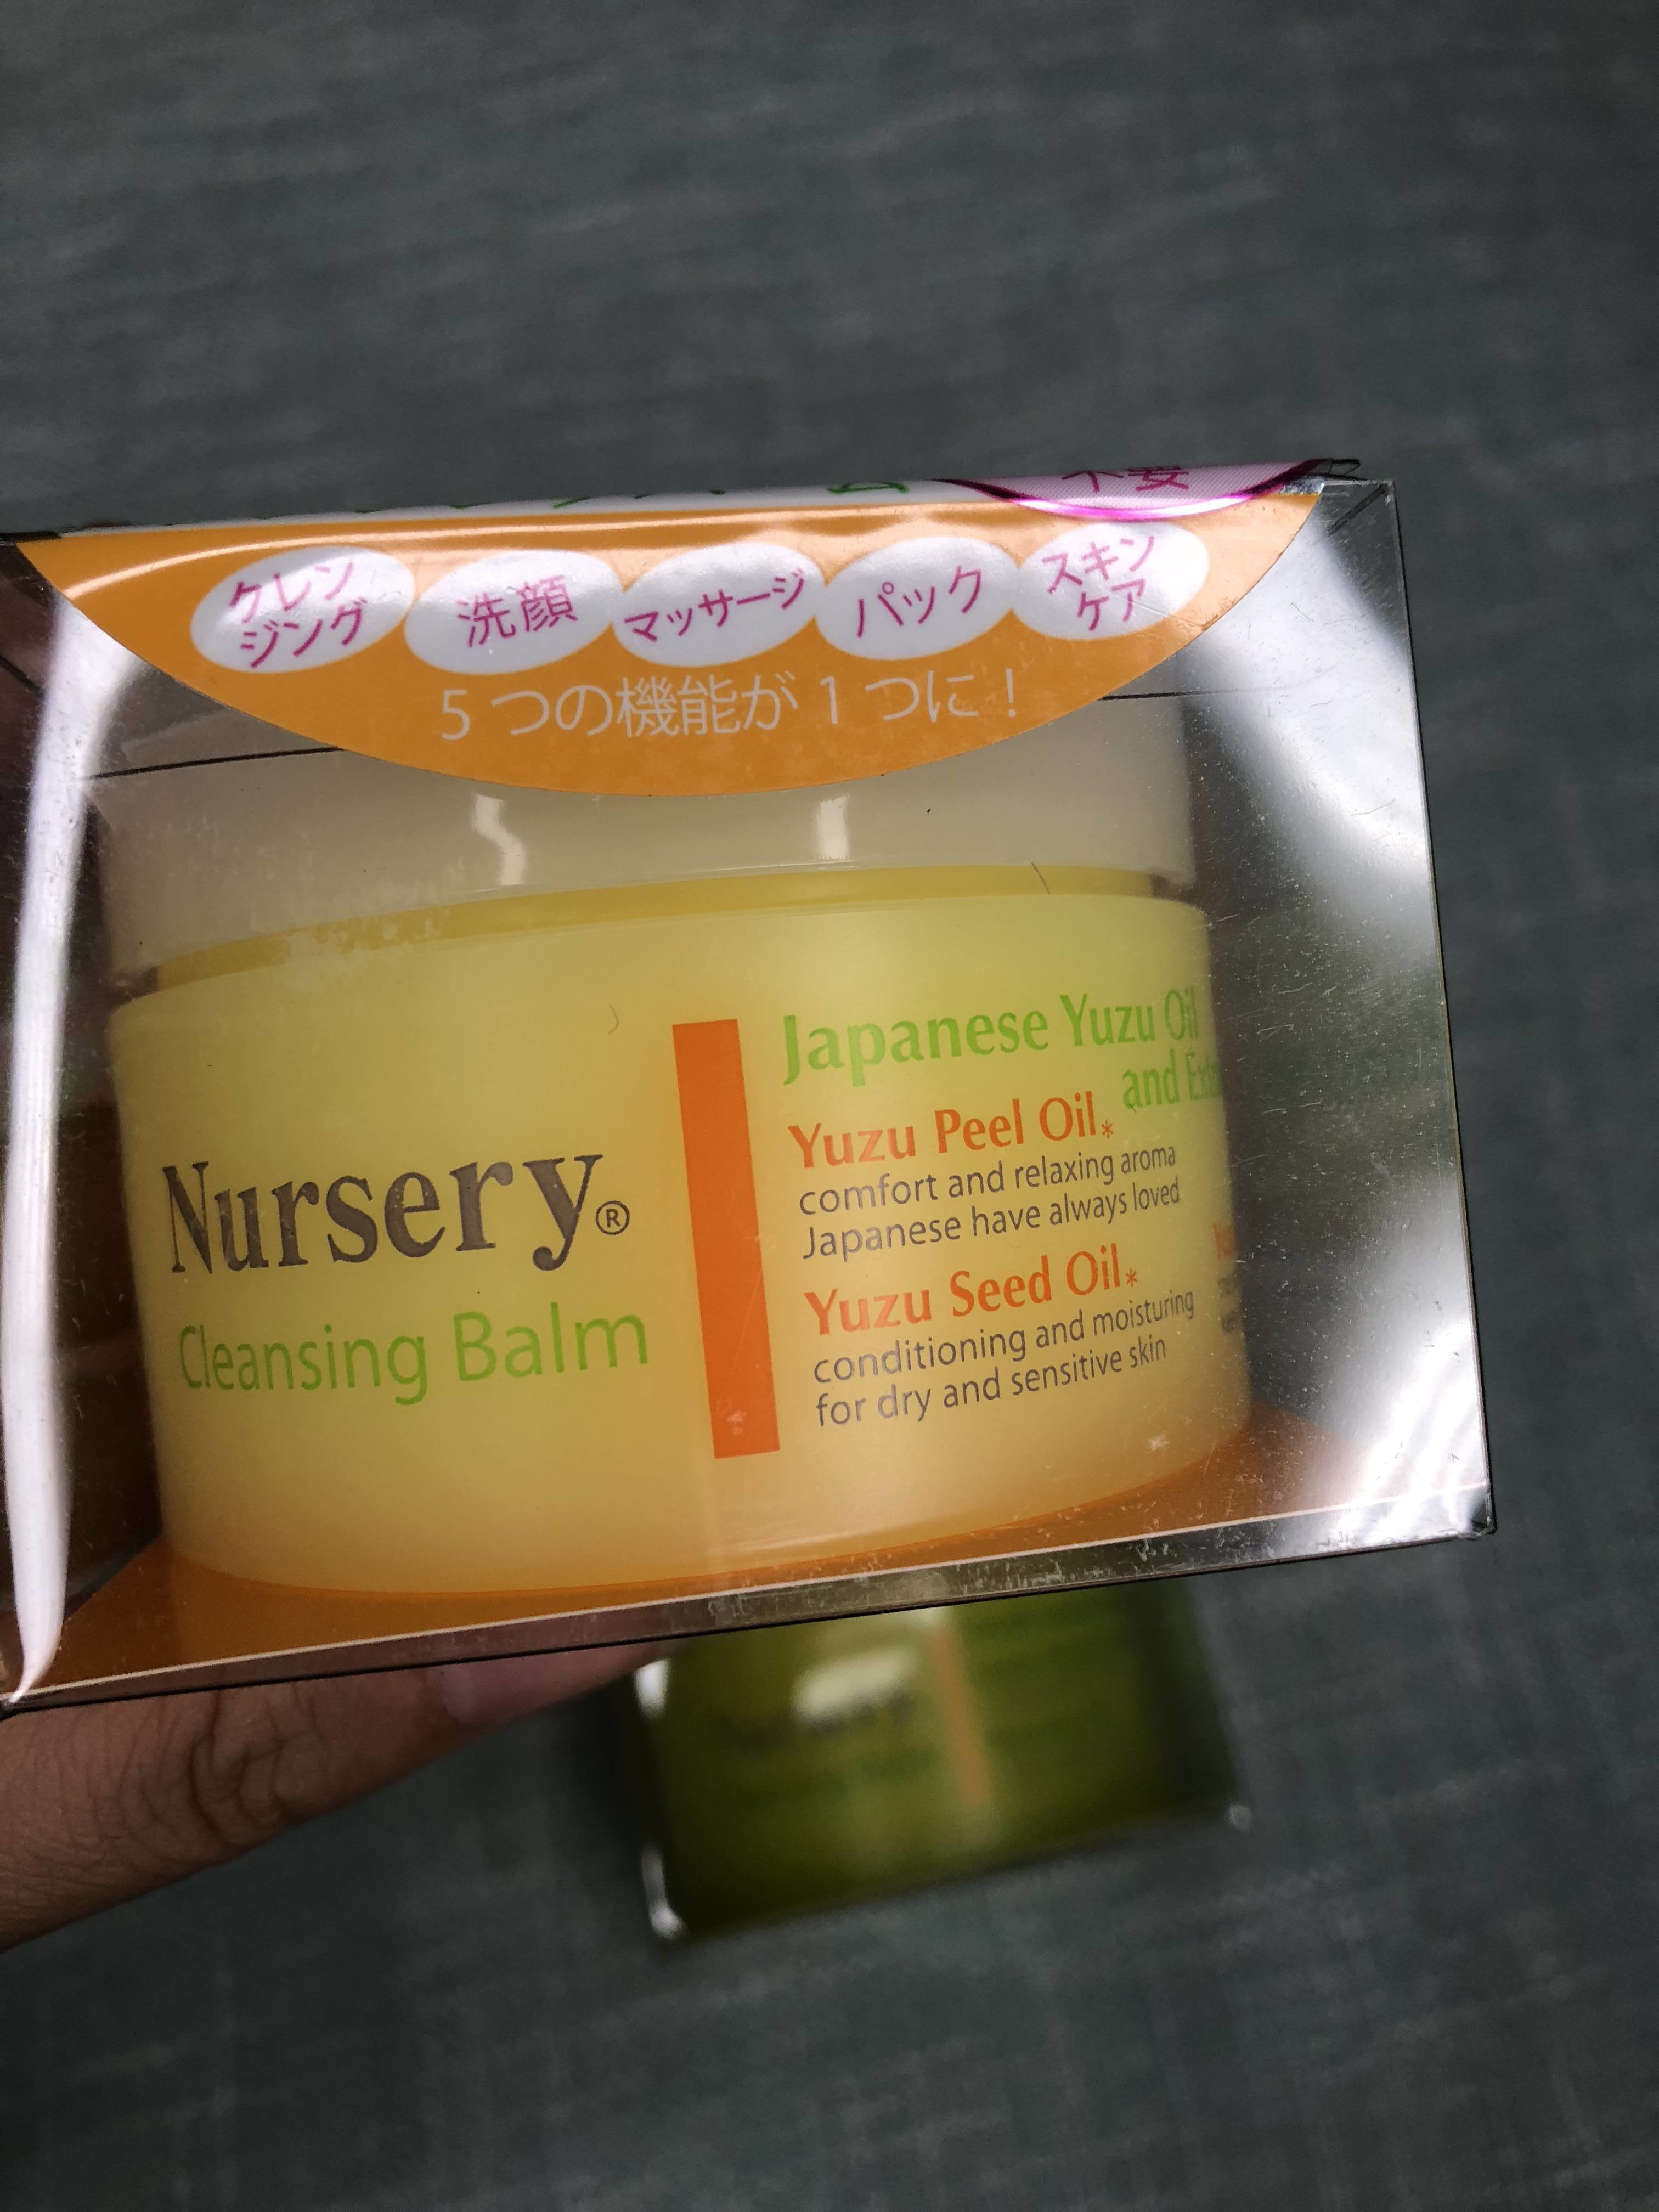 不要
クレン
ジング
洗顔
マッサージ
パック
スキン
ケア
5つの機能が1つに!
Nursery®
Cleansing Balm
Japanese Yuzu Oil
and
Yuzu Peel Oil*
comfort and relaxing aroma
Japanese have always loved
Yuzu Seed Oil*
conditioning and moisturing
for dry and sensitive skin